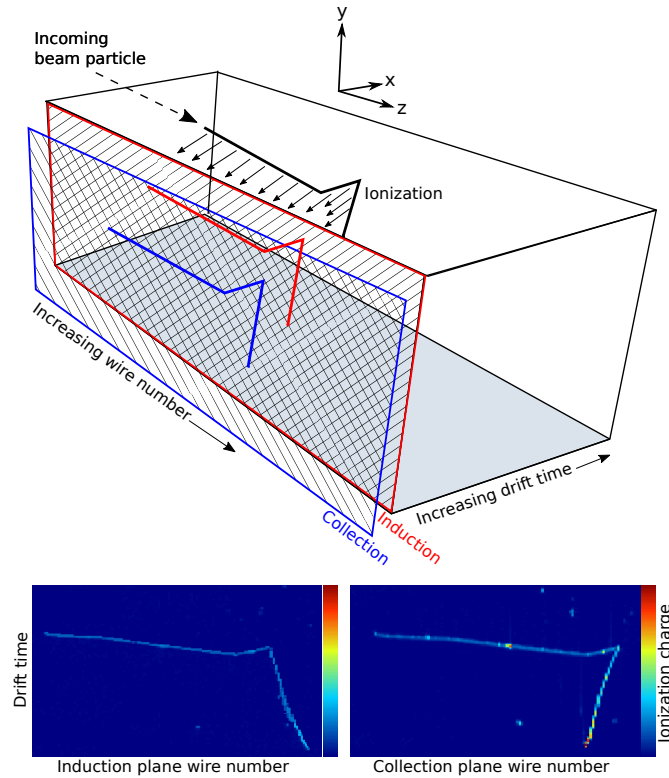 y
x
z
Incoming
beam particle
Ionization
Increasing wire number
Increasing drift time
Induction
Collection
Drift time
Ionization charge
Induction plane wire number
Collection plane wire number